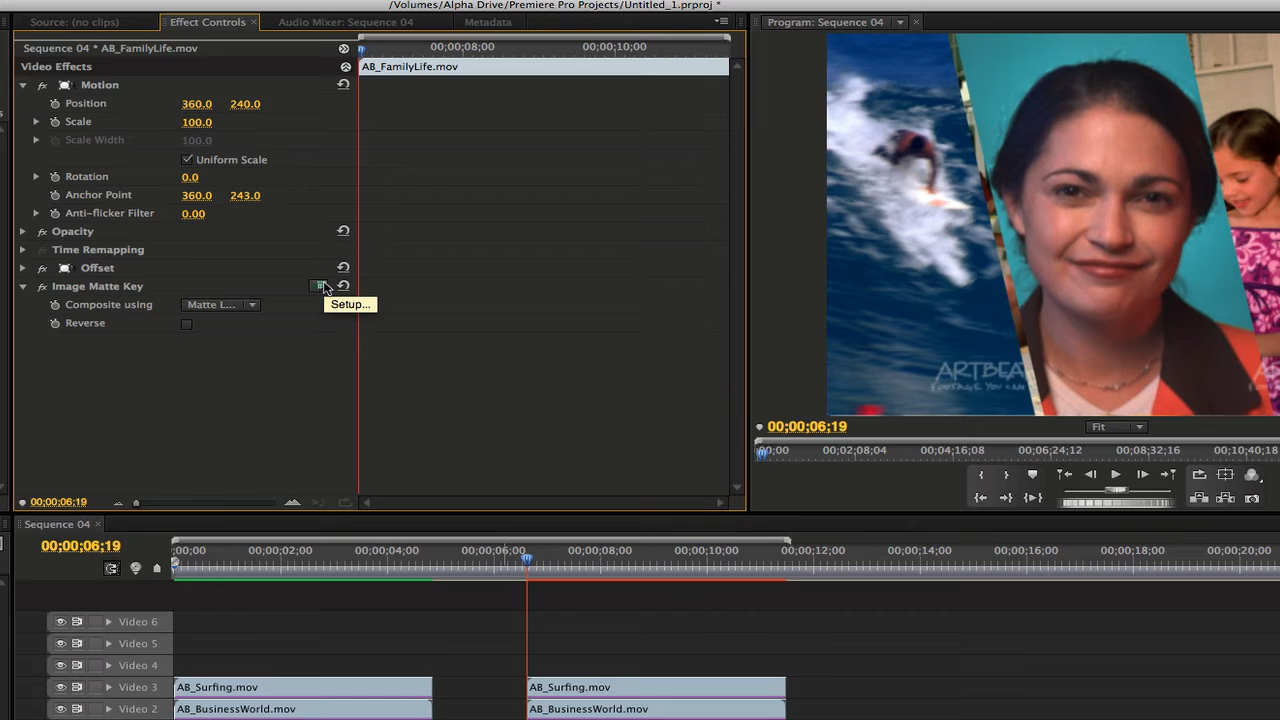 /Volumes/Alpha Drive/Premiere Pro Projects/Untitled_1.prproj *
Source: (no clips) Effect Controls × Audio Mixer: Sequence 04 Metadata
Program: Sequence 04 ×
Sequence 04 * AB_FamilyLife.mov
00;00;08;00 00;00;10;00
Video Effects
AB_FamilyLife.mov
fx Motion
Position 360.0 240.0
Scale 100.0
Scale Width 100.0
Uniform Scale
Rotation 0.0
Anchor Point 360.0 243.0
Anti-flicker Filter 0.00
fx Opacity
fx Time Remapping
fx Offset
fx Image Matte Key
Composite using Matte L...
Setup...
Reverse
ARTBEA
FOOTAGE YOU CAN
00;00;06;19
Fit
00;00 00;02;08;04 00;04;16;08 00;06;24;12 00;08;32;16 00;10;40;18
00;00;06;19
Sequence 04 ×
00;00;06;19
;00;00 00;00;02;00 00;00;04;00 00;00;06;00 00;00;08;00 00;00;10;00 00;00;12;00 00;00;14;00 00;00;16;00 00;00;18;00 00;00;20;00
Video 6
Video 5
Video 4
Video 3 AB_Surfing.mov AB_Surfing.mov
Video 2 AB_BusinessWorld.mov AB_BusinessWorld.mov